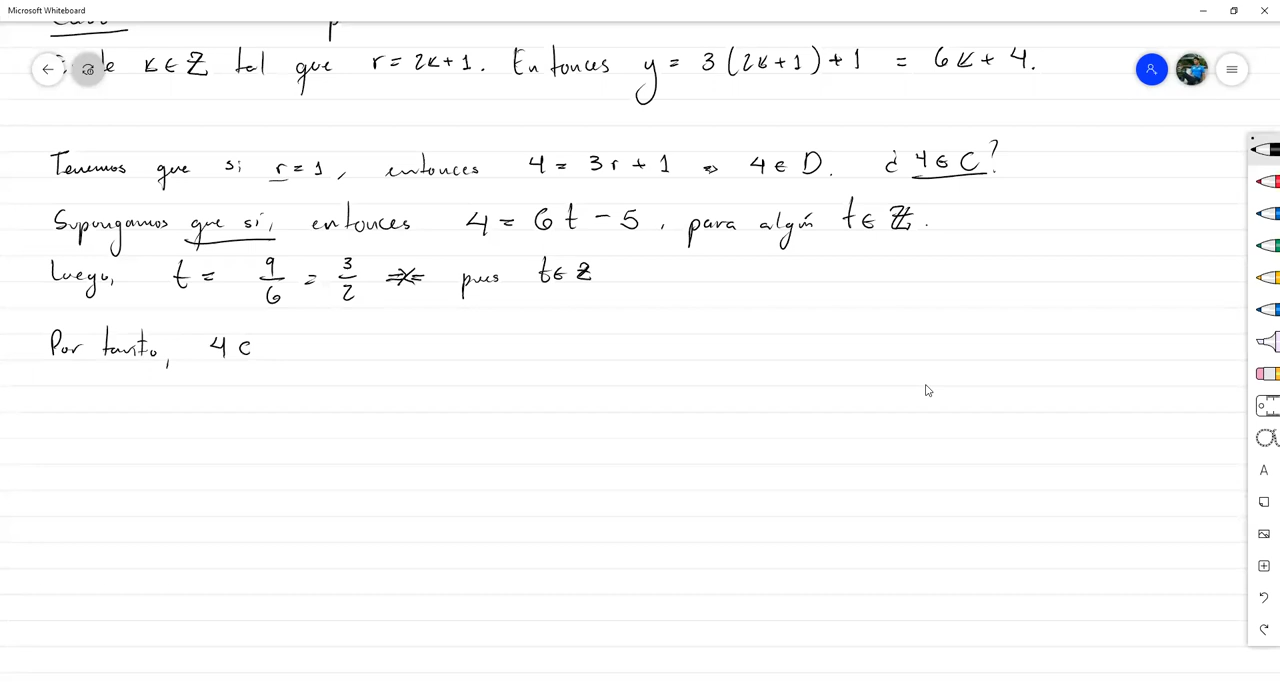 Microsoft Whiteboard
k ∈ ℤ tal que r = 2k+1. Entonces y = 3(2k+1)+1 = 6k+4.
Tenemos que si r=1, entonces 4 = 3r + 1 ⇒ 4 ∈ D. ¿4 ∈ C?
Supongamos que si, entonces 4 = 6t - 5, para algún t ∈ ℤ.
Luego, t = 9/6 = 3/2 pues t ∈ ℤ
Por tanto, 4 c
A